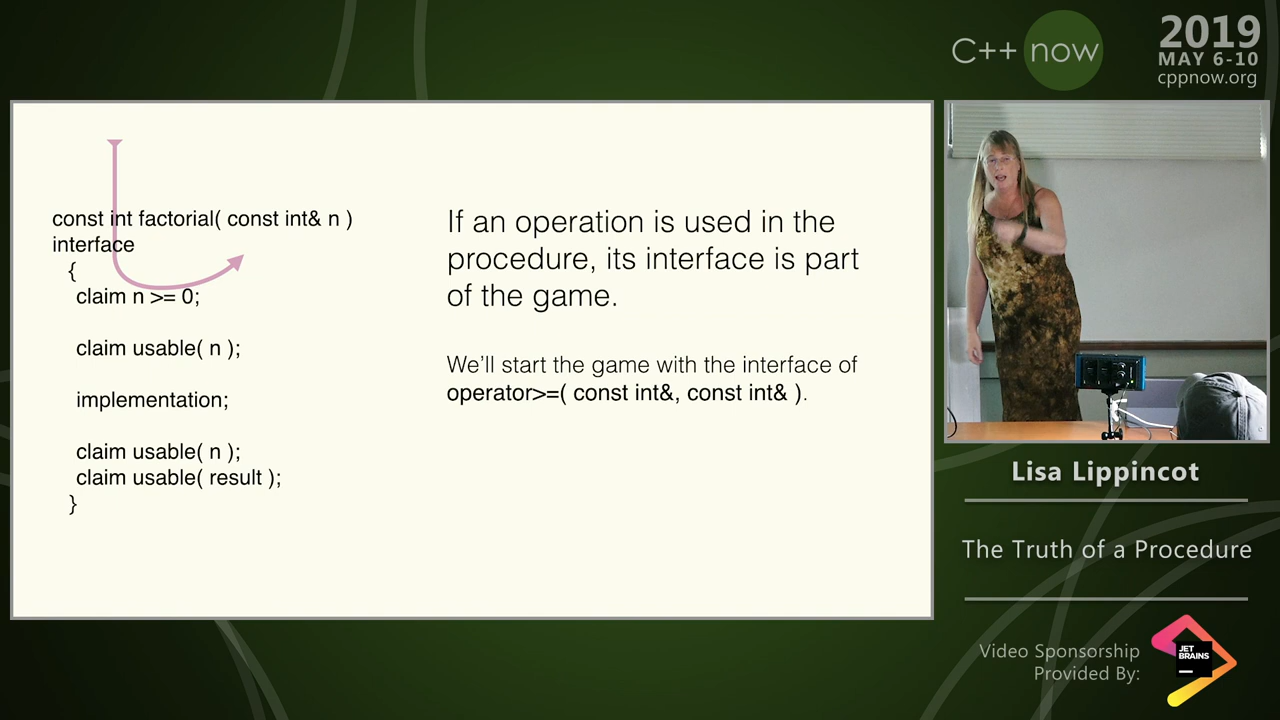 C++ now
2019
MAY 6-10
cppnow.org
const int factorial( const int& n )
interface
{
claim n >= 0;
claim usable( n );
implementation;
claim usable( n );
claim usable( result );
}
If an operation is used in the
procedure, its interface is part
of the game.
We’ll start the game with the interface of
operator>=( const int&, const int& ).
Lisa Lippincot
The Truth of a Procedure
Video Sponsorship
Provided By:
JET
BRAINS